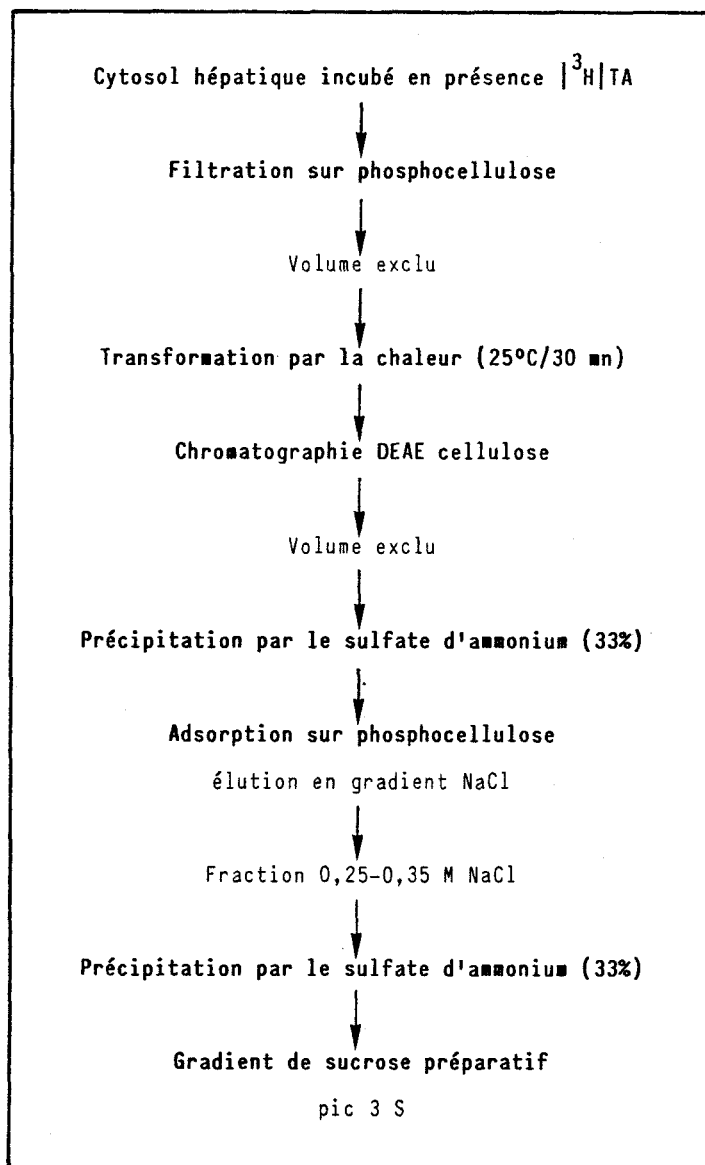 Cytosol hépatique incubé en présence |³H|TA
Filtration sur phosphocellulose
Volume exclu
Transformation par la chaleur (25ºC/30 mn)
Chromatographie DEAE cellulose
Volume exclu
Précipitation par le sulfate d'ammonium (33%)
Adsorption sur phosphocellulose
élution en gradient NaCl
Fraction 0,25-0,35 M NaCl
Précipitation par le sulfate d'ammonium (33%)
Gradient de sucrose préparatif
pic 3 S